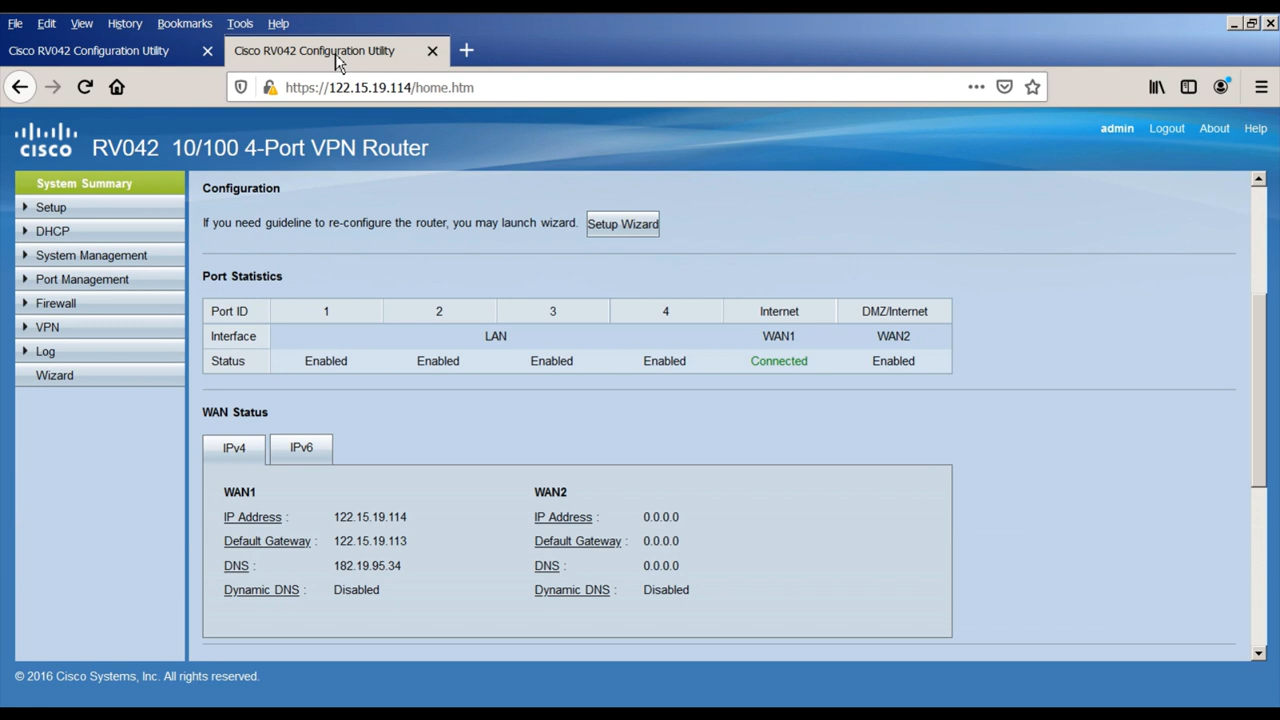 File Edit View History Bookmarks Tools Help
Cisco RV042 Configuration Utility Cisco RV042 Configuration Utility
https://122.15.19.114/home.htm
CISCO RV042 10/100 4-Port VPN Router admin Logout About Help
System Summary
Setup
DHCP
System Management
Port Management
Firewall
VPN
Log
Wizard
Configuration
If you need guideline to re-configure the router, you may launch wizard. Setup Wizard
Port Statistics
Port ID 1 2 3 4 Internet DMZ/Internet
Interface LAN WAN1 WAN2
Status Enabled Enabled Enabled Enabled Connected Enabled
WAN Status
IPv4 IPv6
WAN1 WAN2
IP Address : 122.15.19.114 IP Address : 0.0.0.0
Default Gateway : 122.15.19.113 Default Gateway : 0.0.0.0
DNS : 182.19.95.34 DNS : 0.0.0.0
Dynamic DNS : Disabled Dynamic DNS : Disabled
© 2016 Cisco Systems, Inc. All rights reserved.